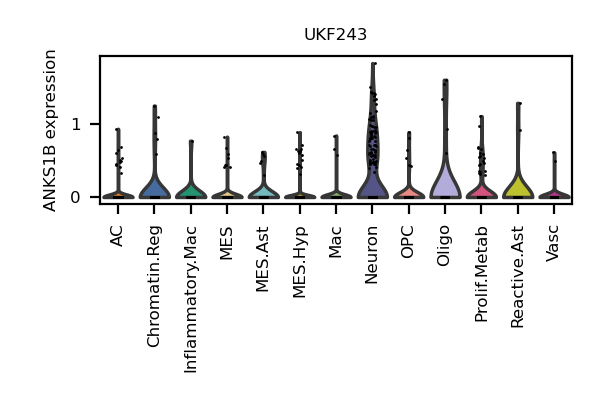 UKF243
ANKS1B expression
1
0
AC
Chromatin.Reg
Inflammatory.Mac
MES
MES.Ast
MES.Hyp
Mac
Neuron
OPC
Oligo
Prolif.Metab
Reactive.Ast
Vasc